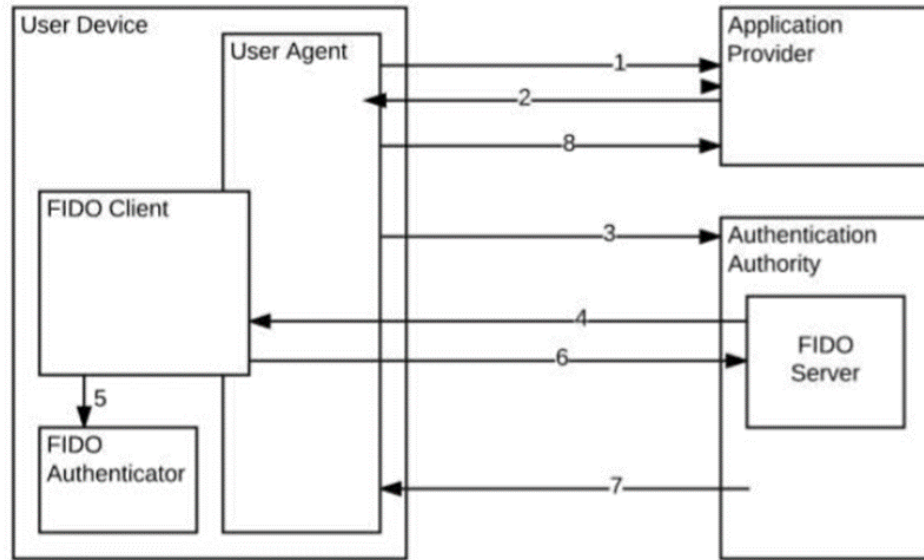 User Device
User Agent
Application
Provider
1
2
8
FIDO Client
3
Authentication
Authority
4
FIDO
Server
6
5
FIDO
Authenticator
7